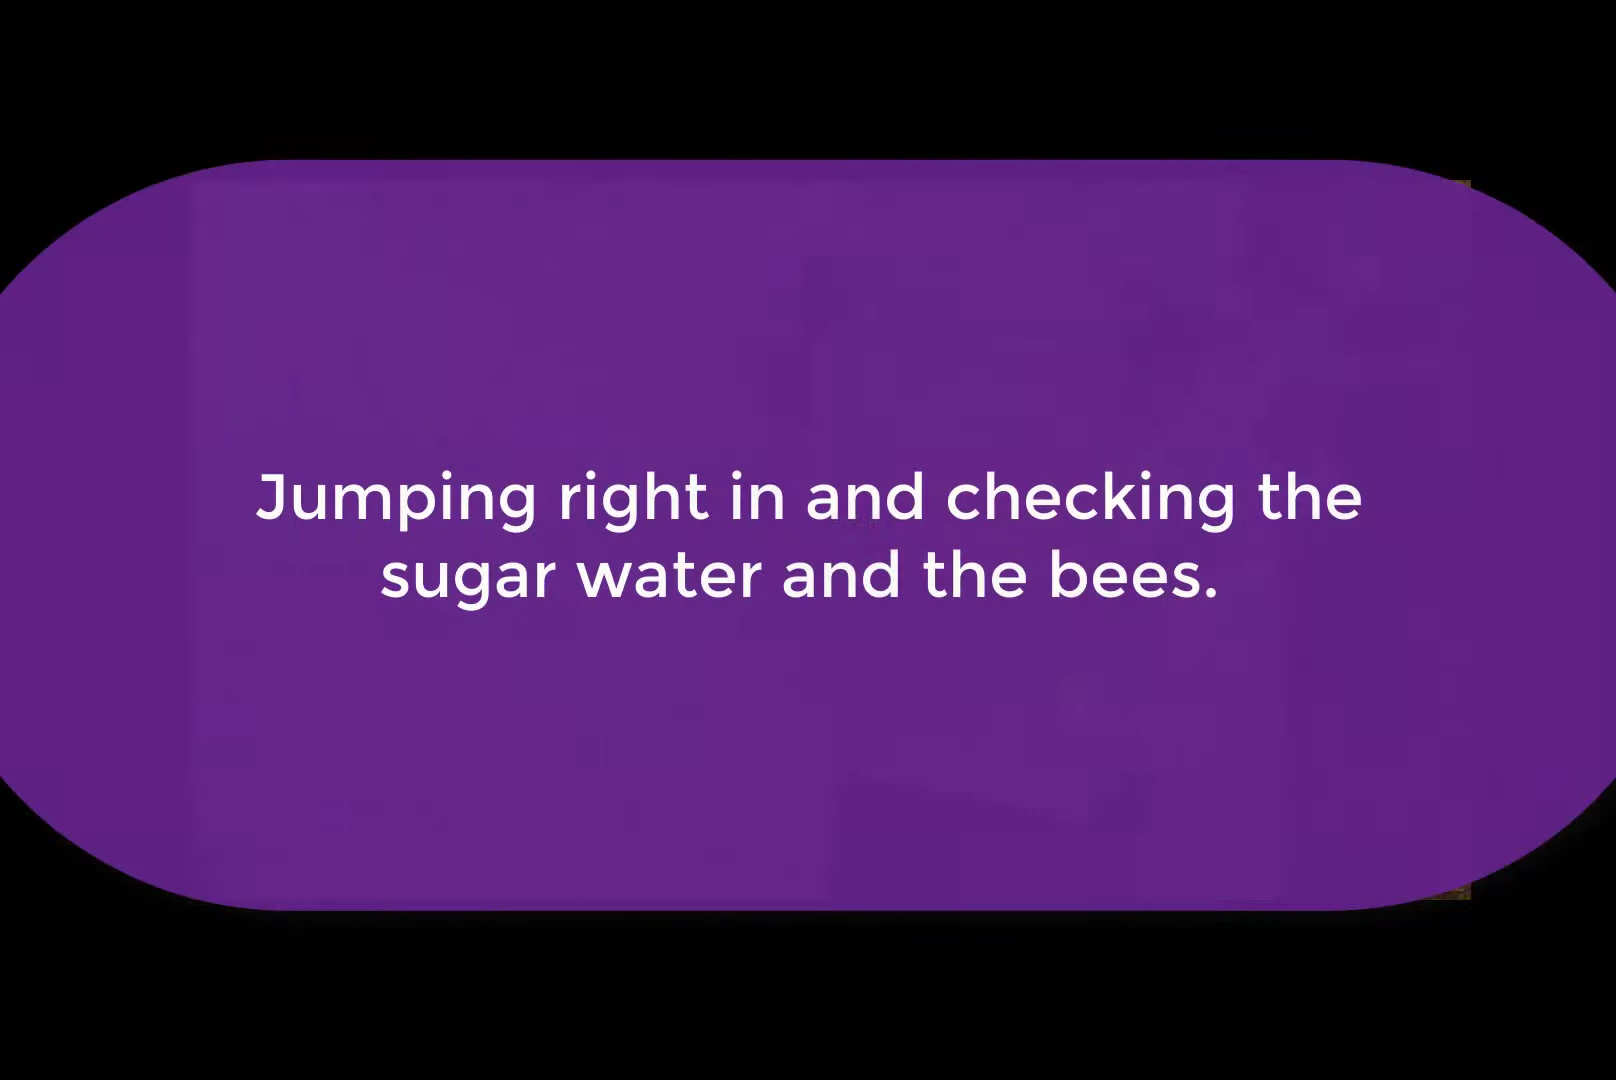 Jumping right in and checking the
sugar water and the bees.